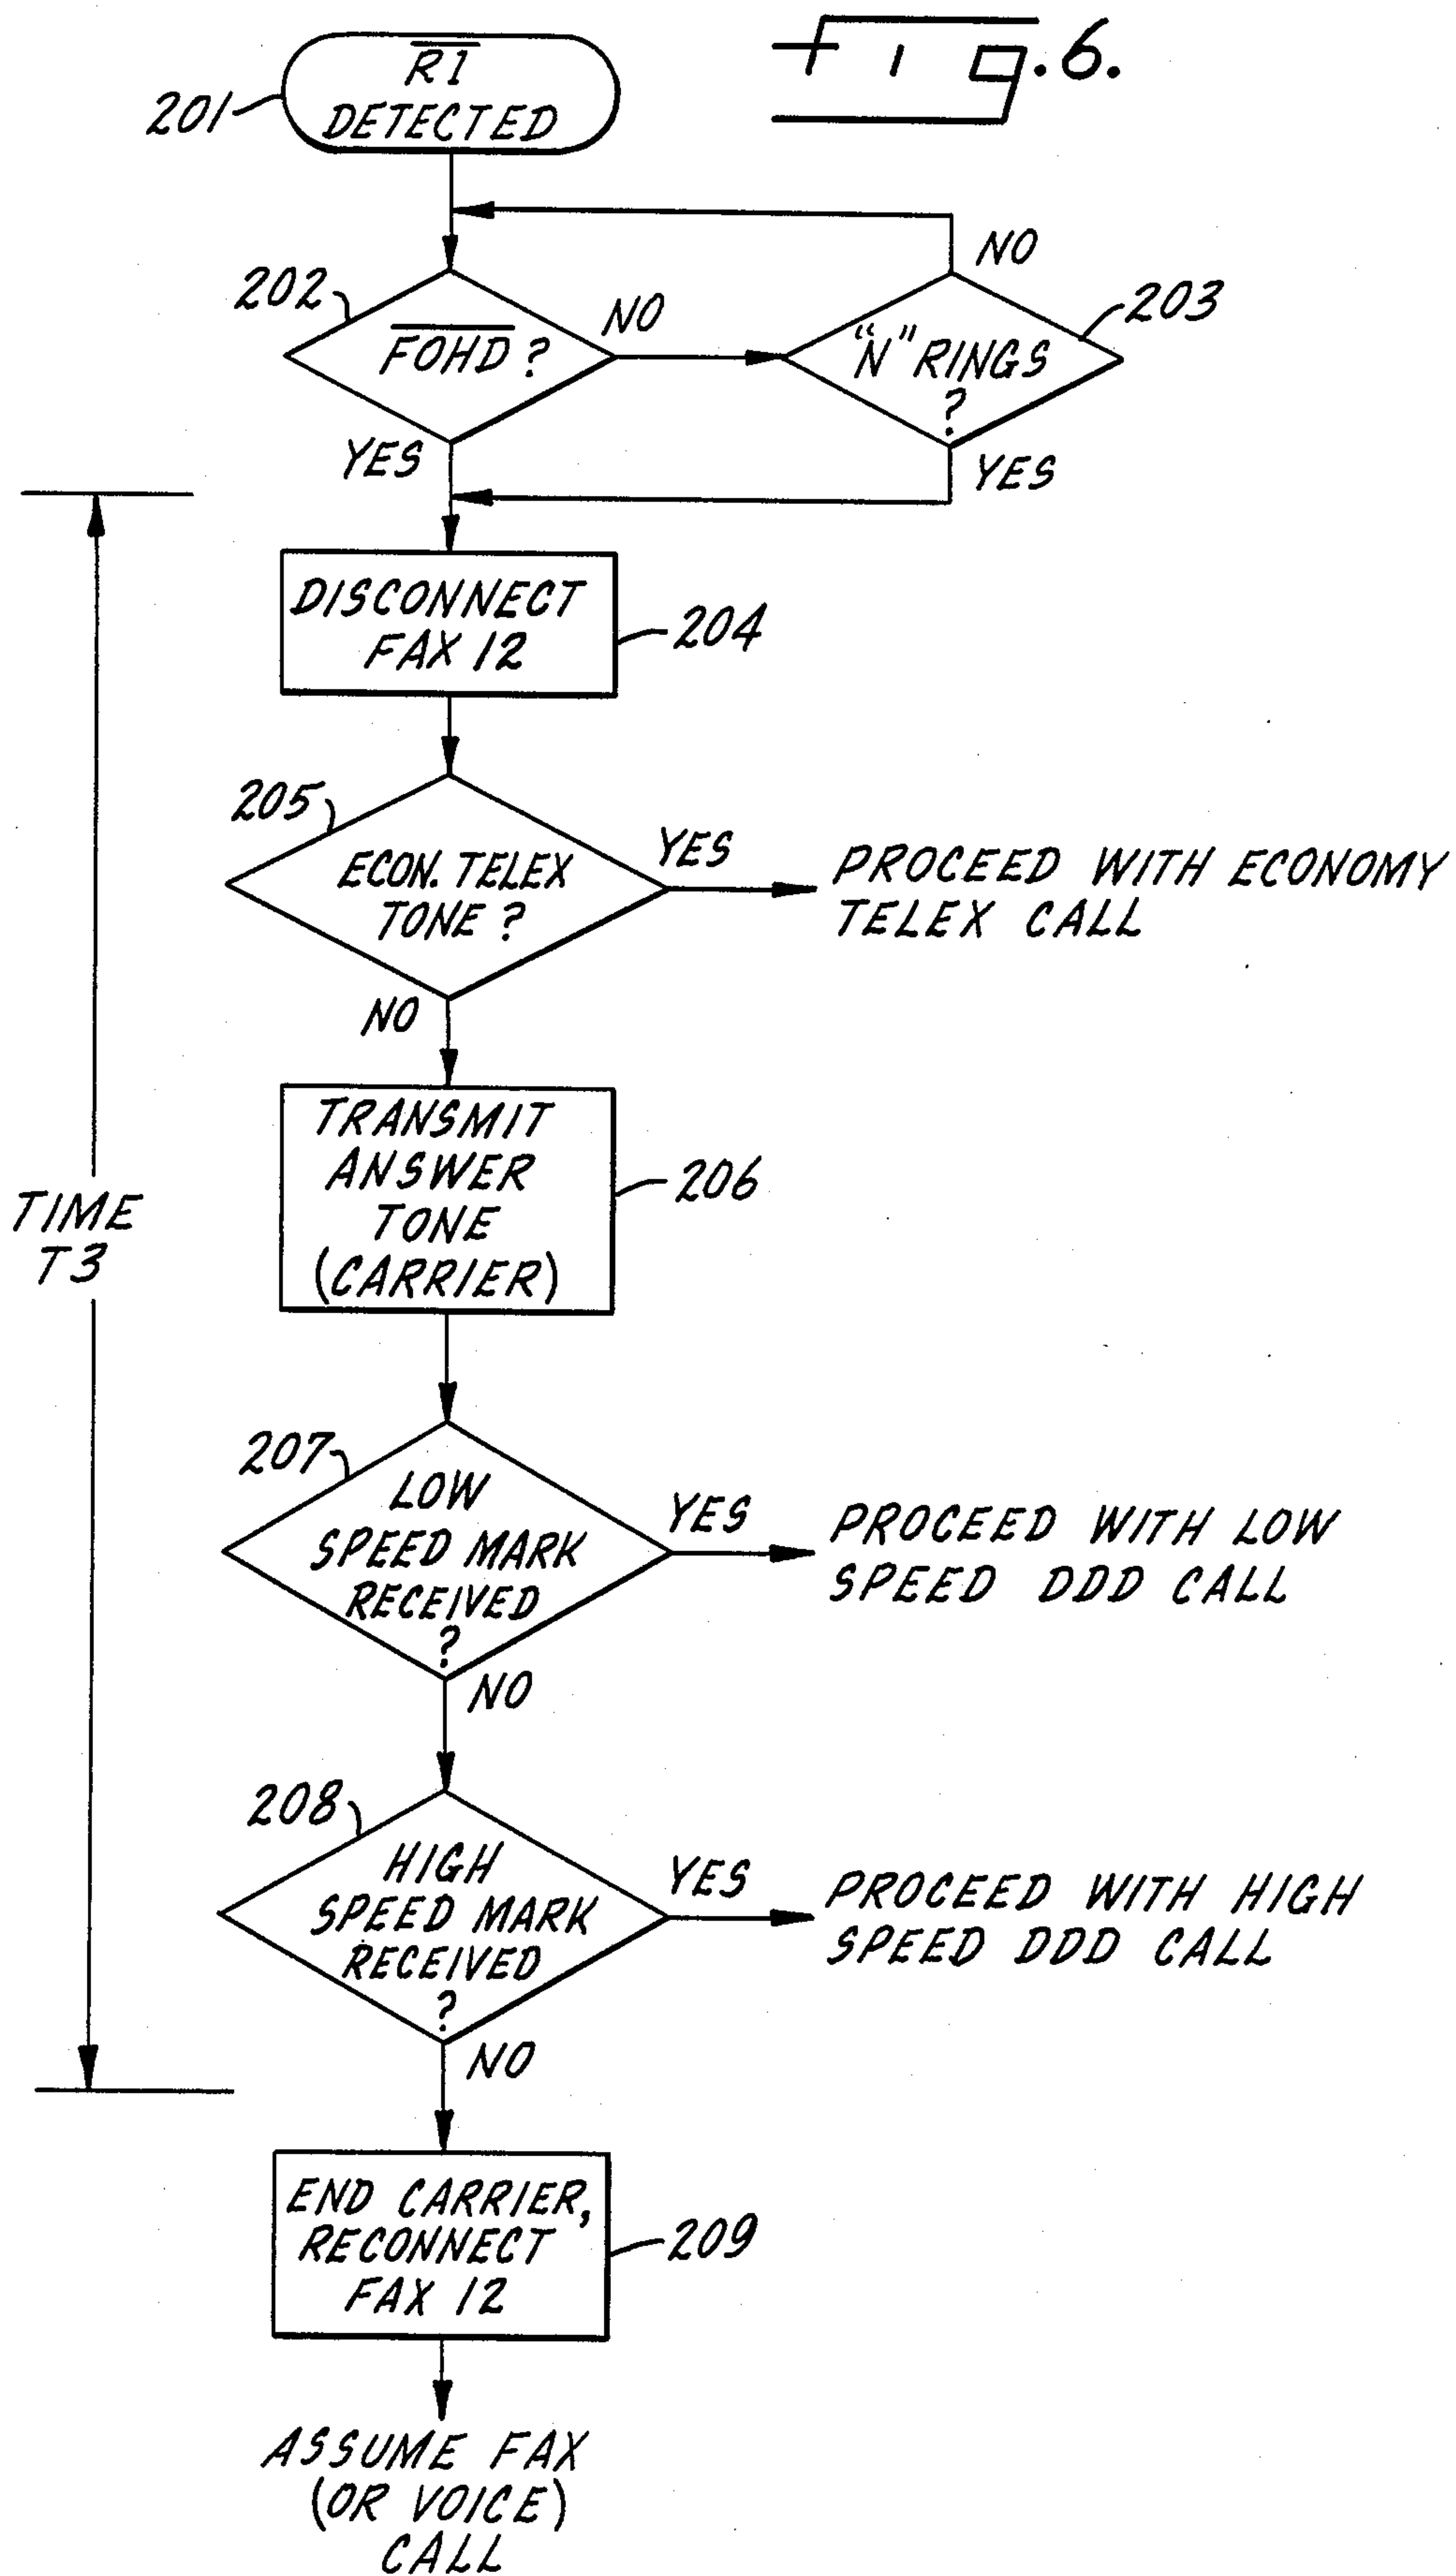 Fig. 6.
R1
DETECTED
201
202
FOHD?
NO
"N" RINGS
?
203
NO
YES
YES
DISCONNECT
FAX 12
204
205
ECON. TELEX
TONE?
YES
PROCEED WITH ECONOMY
TELEX CALL
NO
TRANSMIT
ANSWER
TONE
(CARRIER)
206
TIME
T3
207
LOW
SPEED MARK
RECEIVED
?
YES
PROCEED WITH LOW
SPEED DDD CALL
NO
208
HIGH
SPEED MARK
RECEIVED
?
YES
PROCEED WITH HIGH
SPEED DDD CALL
NO
END CARRIER,
RECONNECT
FAX 12
209
ASSUME FAX
(OR VOICE)
CALL